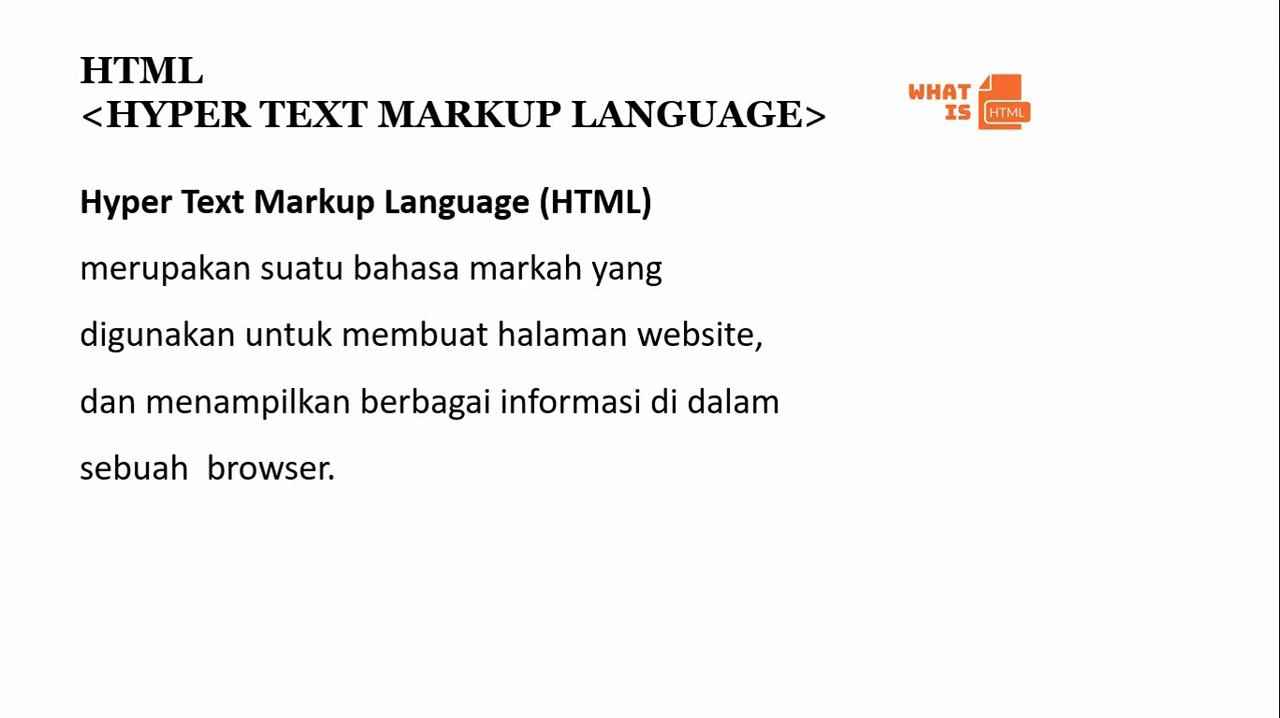 HTML
<HYPER TEXT MARKUP LANGUAGE>
WHAT
IS
HTML
Hyper Text Markup Language (HTML)
merupakan suatu bahasa markah yang
digunakan untuk membuat halaman website,
dan menampilkan berbagai informasi di dalam
sebuah  browser.